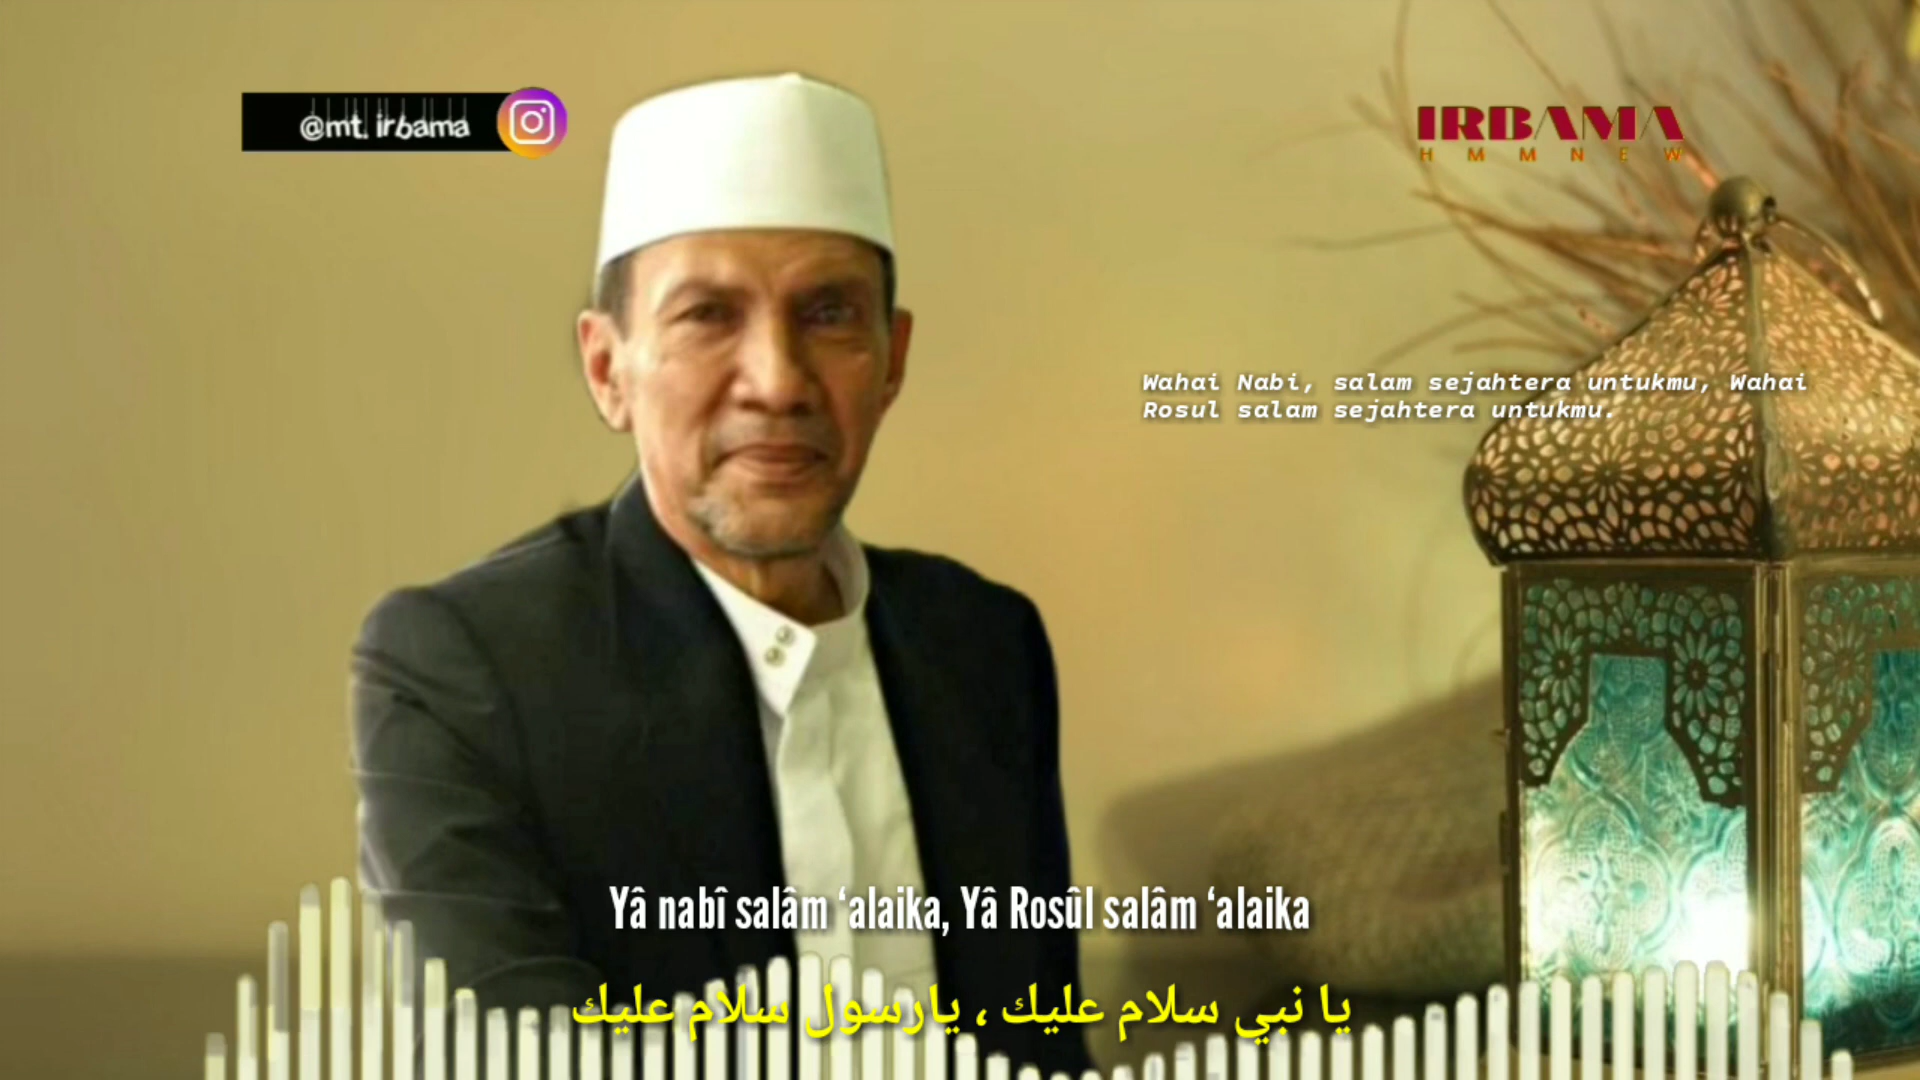 @mt. irbama
IRBAMA
HMMNEW
Wahai Nabi, salam sejahtera untukmu, Wahai
Rosul salam sejahtera untukmu.
Yâ nabî salâm ‘alaika, Yâ Rosûl salâm ‘alaika
يا نبي سلام عليك ، يارسول سلام عليك